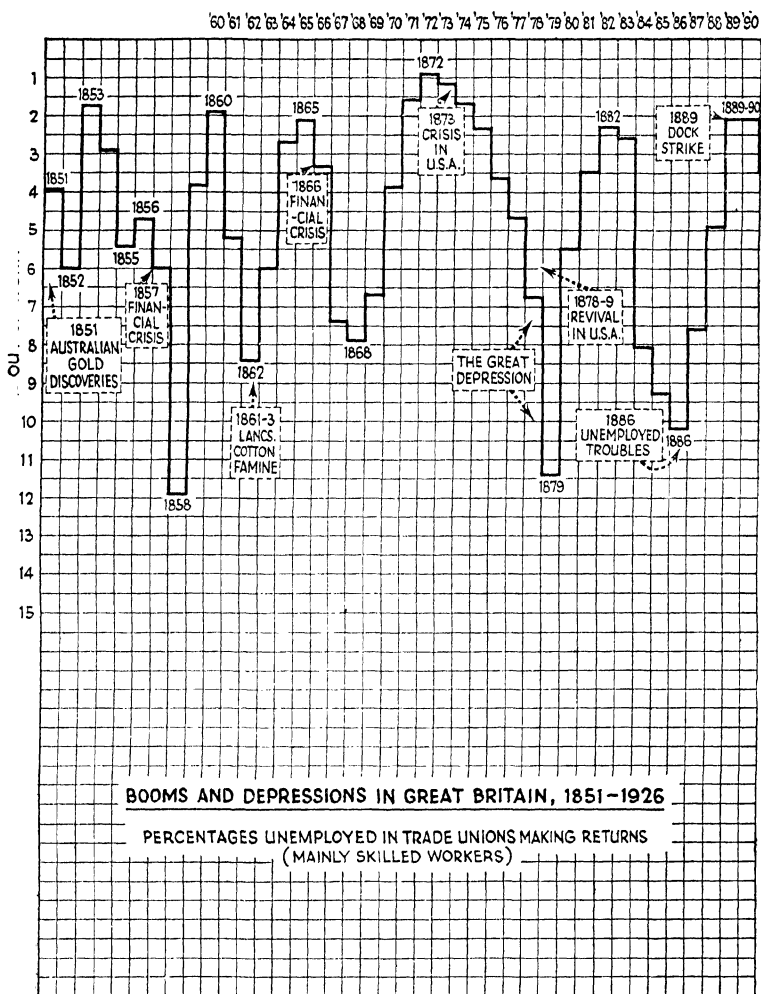 '60 '61 '62 '63 '64 '65 '66 '67 '68 '69 '70 '71 '72 '73 '74 '75 '76 '77 '78 '79 '80 '81 '82 '83 '84 '85 '86 '87 '88 '89 '90
1
2
3
4
5
6
7
8
9
10
11
12
13
14
15
1851
1852
1853
1855
1856
1858
1860
1862
1865
1868
1872
1879
1882
1886
1889-90
1851
AUSTRALIAN
GOLD
DISCOVERIES
1857
FINAN-
CIAL
CRISIS
1861-3
LANCS.
COTTON
FAMINE
1866
FINAN
-CIAL
CRISIS
1873
CRISIS
IN
U.S.A.
THE GREAT
DEPRESSION
1878-9
REVIVAL
IN U.S.A.
1886
UNEMPLOYED
TROUBLES
1889
DOCK
STRIKE
BOOMS AND DEPRESSIONS IN GREAT BRITAIN, 1851-1926
PERCENTAGES UNEMPLOYED IN TRADE UNIONS MAKING RETURNS
(MAINLY SKILLED WORKERS)